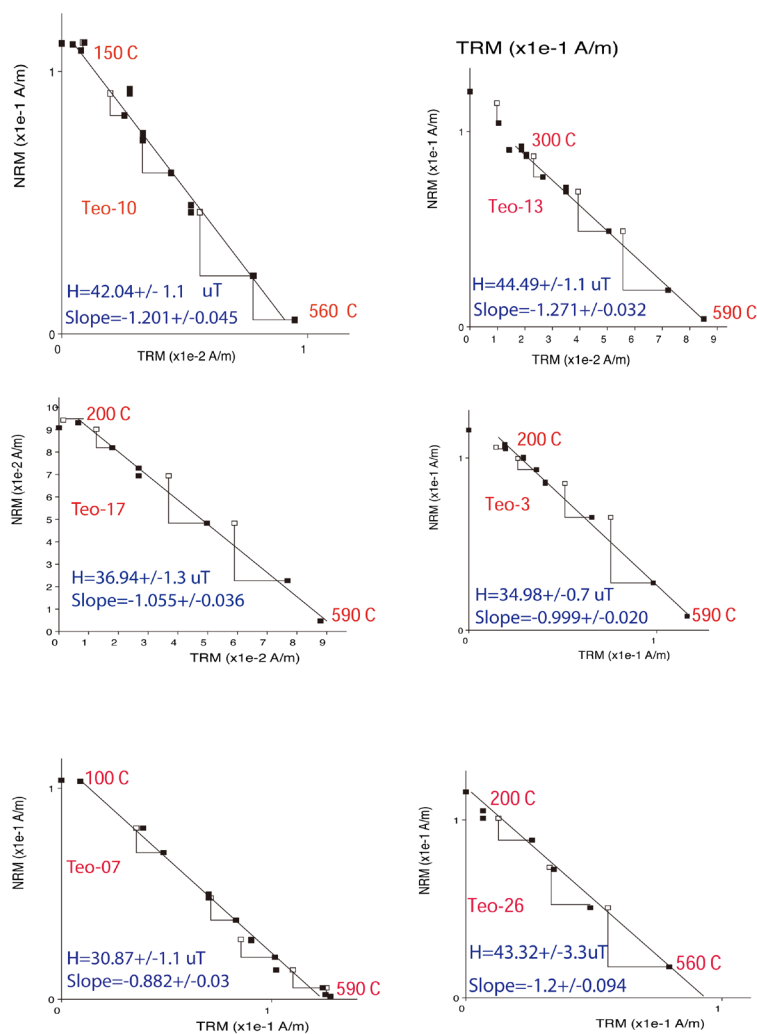 150 C
1
NRM (x1e-1 A/m)
Teo-10
H=42.04+/- 1.1 uT
Slope=-1.201+/-0.045
560 C
0
0
1
TRM (x1e-2 A/m)
TRM (x1e-1 A/m)
1
NRM (x1e-1 A/m)
300 C
Teo-13
H=44.49+/-1.1 uT
Slope=-1.271+/-0.032
590 C
0
0 1 2 3 4 5 6 7 8 9
TRM (x1e-2 A/m)
10
9
8
7
6
5
4
3
2
1
0
NRM (x1e-2 A/m)
200 C
Teo-17
H=36.94+/-1.3 uT
Slope=-1.055+/-0.036
590 C
0 1 2 3 4 5 6 7 8 9
TRM (x1e-2 A/m)
1
NRM (x1e-1 A/m)
200 C
Teo-3
H=34.98+/-0.7 uT
Slope=-0.999+/-0.020
590 C
0
0
1
TRM (x1e-1 A/m)
1
NRM (x1e-1 A/m)
100 C
Teo-07
H=30.87+/-1.1 uT
Slope=-0.882+/-0.03
590 C
0
0
1
TRM (x1e-1 A/m)
1
NRM (x1e-1 A/m)
200 C
Teo-26
H=43.32+/-3.3uT
560 C
Slope=-1.2+/-0.094
0
0
1
TRM (x1e-1 A/m)